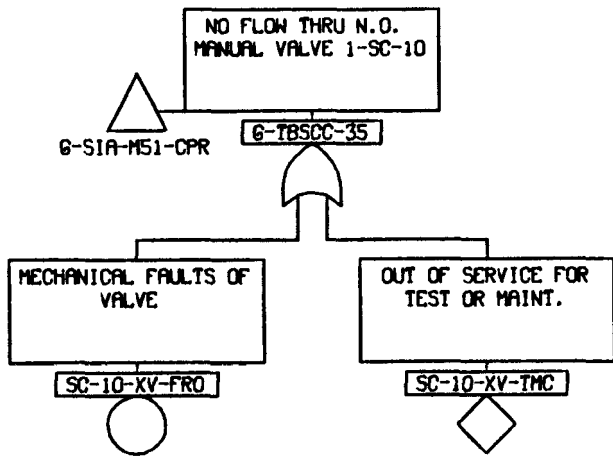 NO FLOW THRU N.O.
MANUAL VALVE 1-SC-10
6-SIA-M51-CPR
G-TBSCC-35
MECHANICAL FAULTS OF
VALVE
SC-10-XV-FRO
OUT OF SERVICE FOR
TEST OR MAINT.
SC-10-XV-TMC